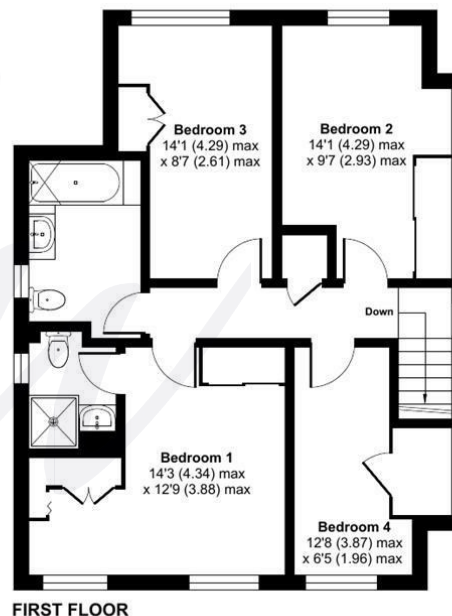 Bedroom 3
14'1 (4.29) max
x 8'7 (2.61) max
Bedroom 2
14'1 (4.29) max
x 9'7 (2.93) max
Down
Bedroom 1
14'3 (4.34) max
x 12'9 (3.88) max
Bedroom 4
12'8 (3.87) max
x 6'5 (1.96) max
FIRST FLOOR